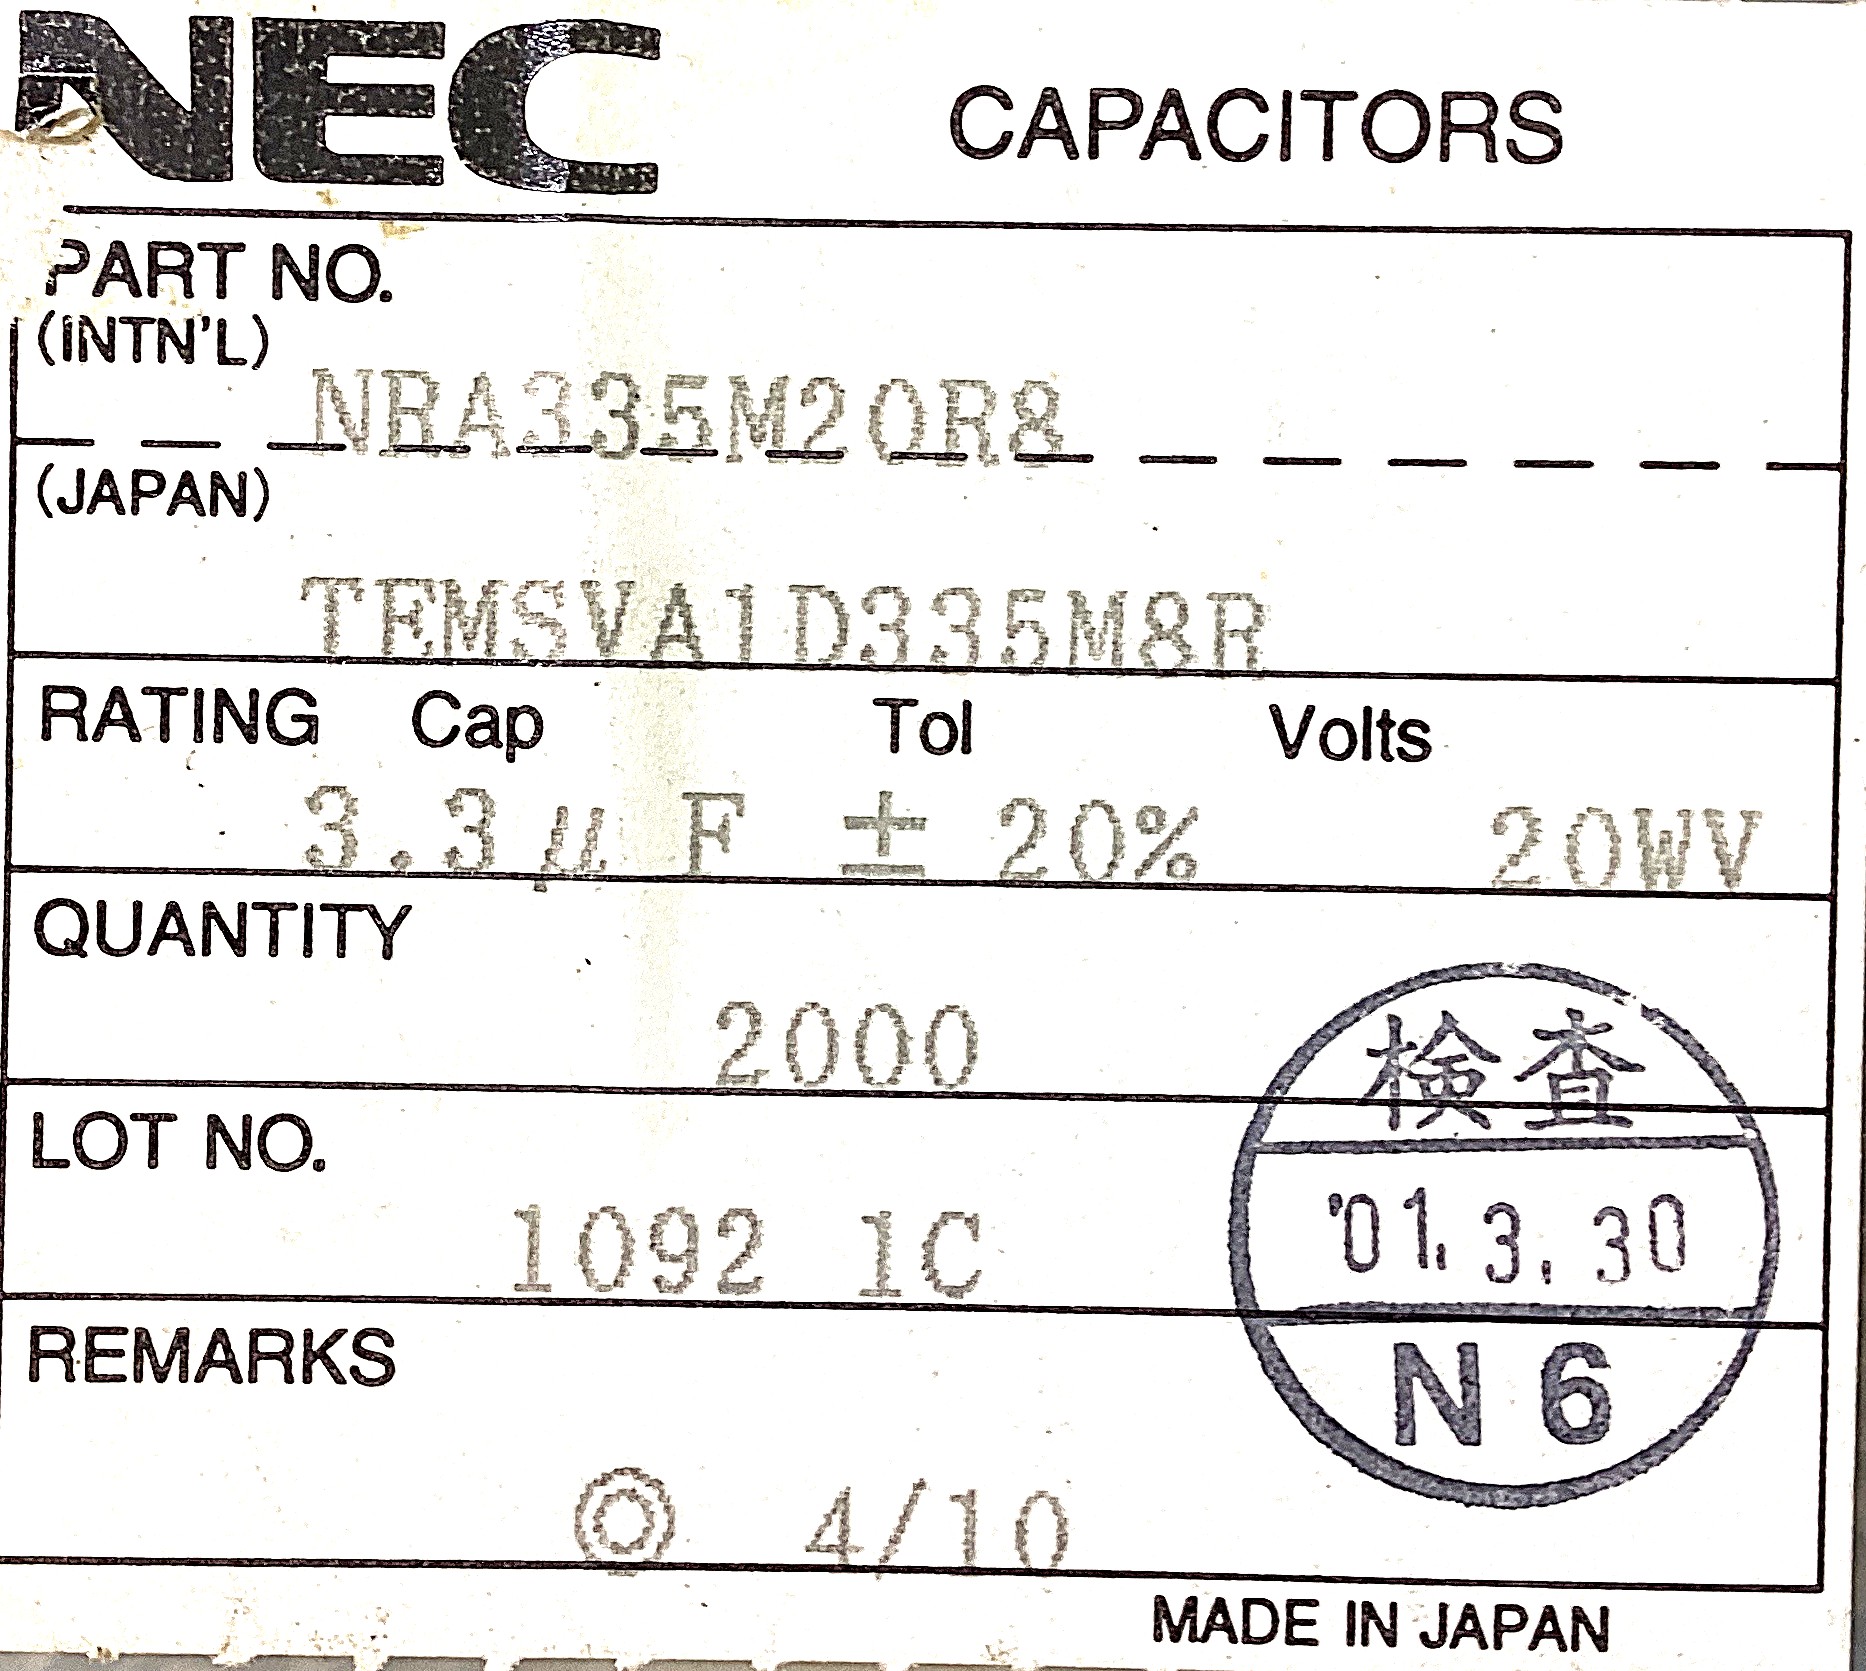 NEC CAPACITORS
PART NO.
(INTN'L)
NBA335M20R8
(JAPAN)
TEMSVA1D335M8R
RATING Cap Tol Volts
3.3μF ±20% 20WV
QUANTITY
2000
検査
LOT NO.
'01.3.30
1092 1C
REMARKS
N6
◎ 4/10
MADE IN JAPAN